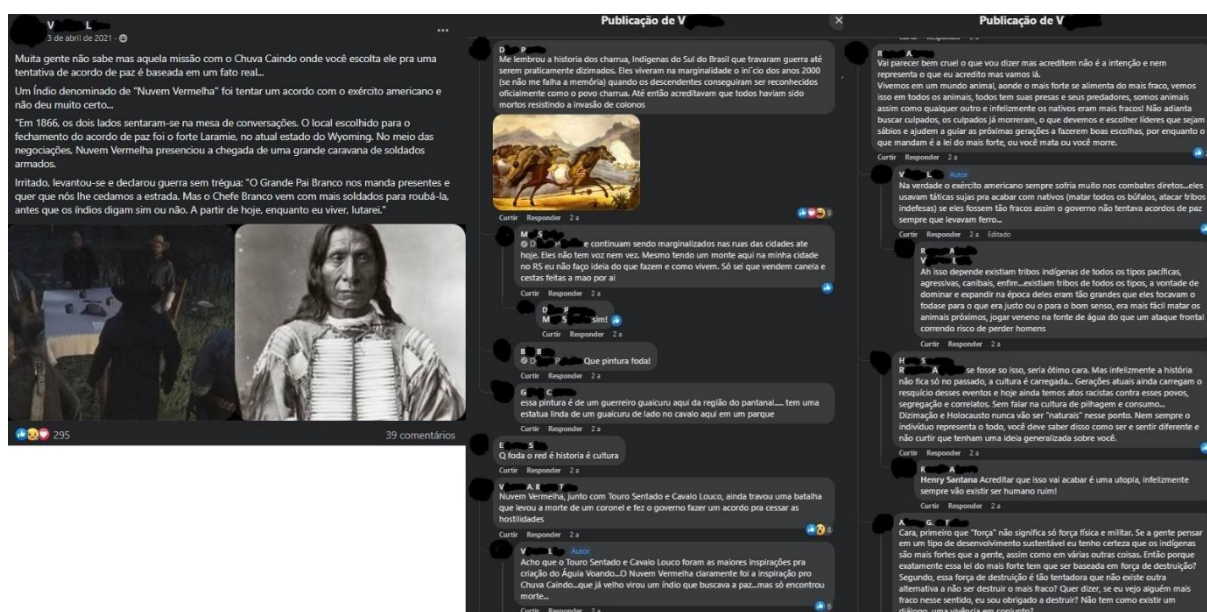 V L
3 de abril de 2021
Muita gente não sabe mas aquela missão com o Chuva Caindo onde você escolta ele pra uma
tentativa de acordo de paz é baseada em um fato real...
Um Índio denominado de "Nuvem Vermelha" foi tentar um acordo com o exército americano e
não deu muito certo...
"Em 1866, os dois lados sentaram-se na mesa de conversações. O local escolhido para o
fechamento do acordo de paz foi o forte Laramie, no atual estado do Wyoming. No meio das
negociações, Nuvem Vermelha presenciou a chegada de uma grande caravana de soldados
armados.
Irritado, levantou-se e declarou guerra sem trégua: "O Grande Pai Branco nos manda presentes e
quer que nós lhe cedamos a estrada. Mas o Chefe Branco vem com mais soldados para roubá-la,
antes que os índios digam sim ou não. A partir de hoje, enquanto eu viver, lutarei."
295
39 comentários
Publicação de V
D P
Me lembrou a historia dos charrua, Indígenas do Sul do Brasil que travaram guerra até
serem praticamente dizimados. Eles viveram na marginalidade o iní´cio dos anos 2000
(se não me falha a memória) quando os descendentes conseguiram ser reconhecidos
oficialmente como o povo charrua. Até então acreditavam que todos haviam sido
mortos resistindo a invasão de colonos
Curtir Responder 2 a
9
M S
D e continuam sendo marginalizados nas ruas das cidades ate
hoje. Eles não tem voz nem vez. Mesmo tendo um monte aqui na minha cidade
no RS eu não faço ideia do que fazem e como vivem. Só sei que vendem canela e
cestas feitas a mao por ai
Curtir Responder 2 a
D P
M S sim!
Curtir Responder 2 a
B B
D P Que pintura foda!
Curtir Responder 2 a
G C
essa pintura é de um guerreiro guaicuru aqui da região do pantanal..... tem uma
estatua linda de um guaicuru de lado no cavalo aqui em um parque
Curtir Responder 2 a
E S
Q foda o red é historía é cultura
Curtir Responder 2 a
V A. B T
Nuvem Vermelha, junto com Touro Sentado e Cavalo Louco, ainda travou uma batalha
que levou a morte de um coronel e fez o governo fazer um acordo pra cessar as
hostilidades
Curtir Responder 2 a
8
V L Autor
Acho que o Touro Sentado e Cavalo Louco foram as maiores inspirações pra
criação do Águia Voando...O Nuvem Vermelha claramente foi a inspiração pro
Chuva Caindo...que já velho virou um índio que buscava a paz...mas só encontrou
morte...
Curtir Responder 2 a
6
Publicação de V
Curtir Responder 2 a
R A
Vai parecer bem cruel o que vou dizer mas acreditem não é a intenção e nem
representa o que eu acredito mas vamos lá.
Vivemos em um mundo animal, aonde o mais forte se alimenta do mais fraco, vemos
isso em todos os animais, todos tem suas presas e seus predadores, somos animais
assim como qualquer outro e infelizmente os nativos eram mais fracos! Não adianta
buscar culpados, os culpados já morreram, o que devemos e escolher líderes que sejam
sábios e ajudem a guiar as próximas gerações a fazerem boas escolhas, por enquanto o
que mandam é a lei do mais forte, ou você mata ou você morre.
Curtir Responder 2 a
V L Autor
Na verdade o exército americano sempre sofria muito nos combates diretos...eles
usavam táticas sujas pra acabar com nativos (matar todos os búfalos, atacar tribos
indefesas) se eles fossem tão fracos assim o governo não tentava acordos de paz
sempre que levavam ferro...
Curtir Responder 2 a Editado
R A
V L
Ah isso depende existiam tribos indígenas de todos os tipos pacíficas,
agressivas, canibais, enfim...existiam tribos de todos os tipos, a vontade de
dominar e expandir na época deles eram tão grandes que eles tocavam o
fodase para o que era justo ou o para o bom senso, era mais fácil matar os
animais próximos, jogar veneno na fonte de água do que um ataque frontal
correndo risco de perder homens
Curtir Responder 2 a
H S
R A se fosse so isso, seria ótimo cara. Mas infelizmente a história
não fica só no passado, a cultura é carregada... Gerações atuais ainda carregam o
resquício desses eventos e hoje ainda temos atos racistas contra esses povos,
segregação e correlatos. Sem falar na cultura de pilhagem e consumo...
Dizimação e Holocausto nunca vão ser "naturais" nesse ponto. Nem sempre o
indivíduo representa o todo, você deve saber disso como ser e sentir diferente e
não curtir que tenham uma ideia generalizada sobre você.
Curtir Responder 2 a
R A
Henry Santana Acreditar que isso vai acabar é uma utopia, infelizmente
sempre vão existir ser humano ruim!
Curtir Responder 2 a
A G. F
Cara, primeiro que "força" não significa só força física e militar. Se a gente pensar
em um tipo de desenvolvimento sustentável eu tenho certeza que os indígenas
são mais fortes que a gente, assim como em várias outras coisas. Então porque
exatamente essa lei do mais forte tem que ser baseada em força de destruição?
Segundo, essa força de destruição é tão tentadora que não existe outra
alternativa a não ser destruir o mais fraco? Quer dizer, se eu vejo alguém mais
fraco nesse sentido, eu sou obrigado a destruir? Não tem como existir um
diálogo, uma vivência em conjunto?